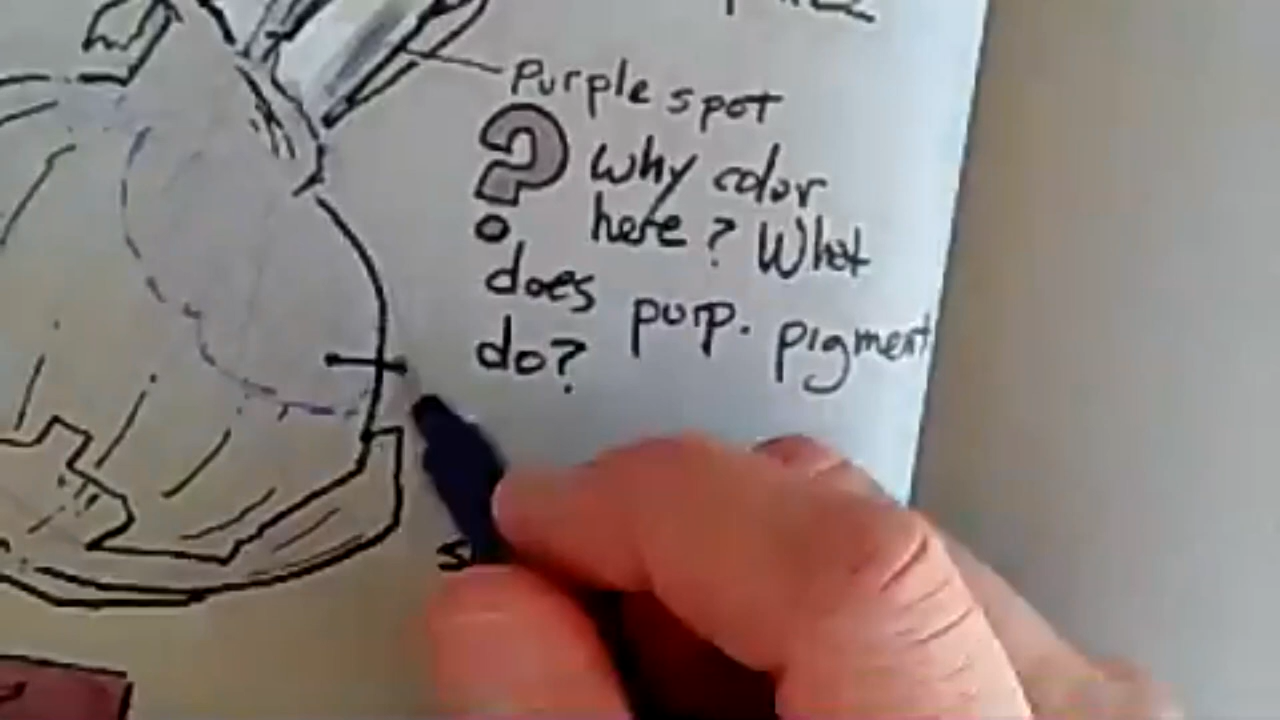 Purple spot
? Why color
here? What
does purp. pigment
do?